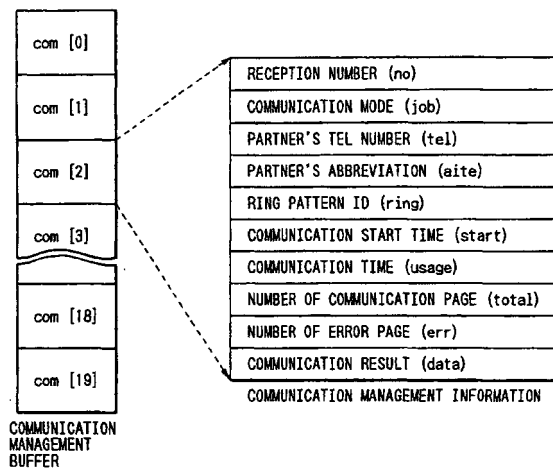 com [0]
com [1]
com [2]
com [3]
com [18]
com [19]
COMMUNICATION
MANAGEMENT
BUFFER
RECEPTION NUMBER (no)
COMMUNICATION MODE (job)
PARTNER'S TEL NUMBER (tel)
PARTNER'S ABBREVIATION (aite)
RING PATTERN ID (ring)
COMMUNICATION START TIME (start)
COMMUNICATION TIME (usage)
NUMBER OF COMMUNICATION PAGE (total)
NUMBER OF ERROR PAGE (err)
COMMUNICATION RESULT (data)
COMMUNICATION MANAGEMENT INFORMATION